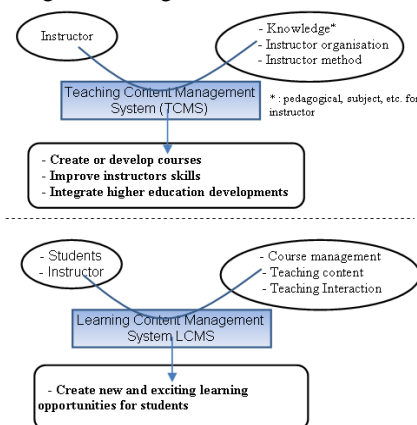 Instructor
- Knowledge*
- Instructor organisation
- Instructor method
Teaching Content Management
System (TCMS)
* : pedagogical, subject, etc. for
instructor
- Create or develop courses
- Improve instructors skills
- Integrate higher education developments
- Students
- Instructor
- Course management
- Teaching content
- Teaching Interaction
Learning Content Management
System LCMS
- Create new and exciting learning
opportunities for students